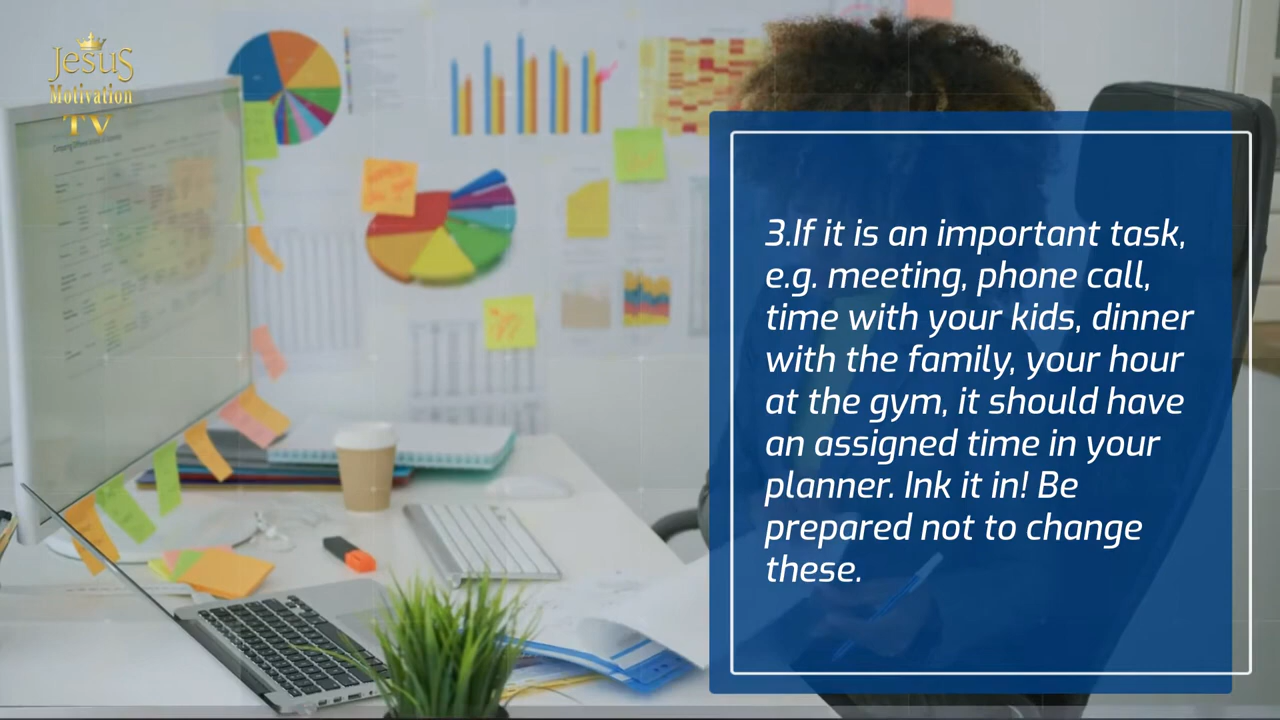 Jesus
Motivation
TV
3.If it is an important task,
e.g. meeting, phone call,
time with your kids, dinner
with the family, your hour
at the gym, it should have
an assigned time in your
planner. Ink it in! Be
prepared not to change
these.